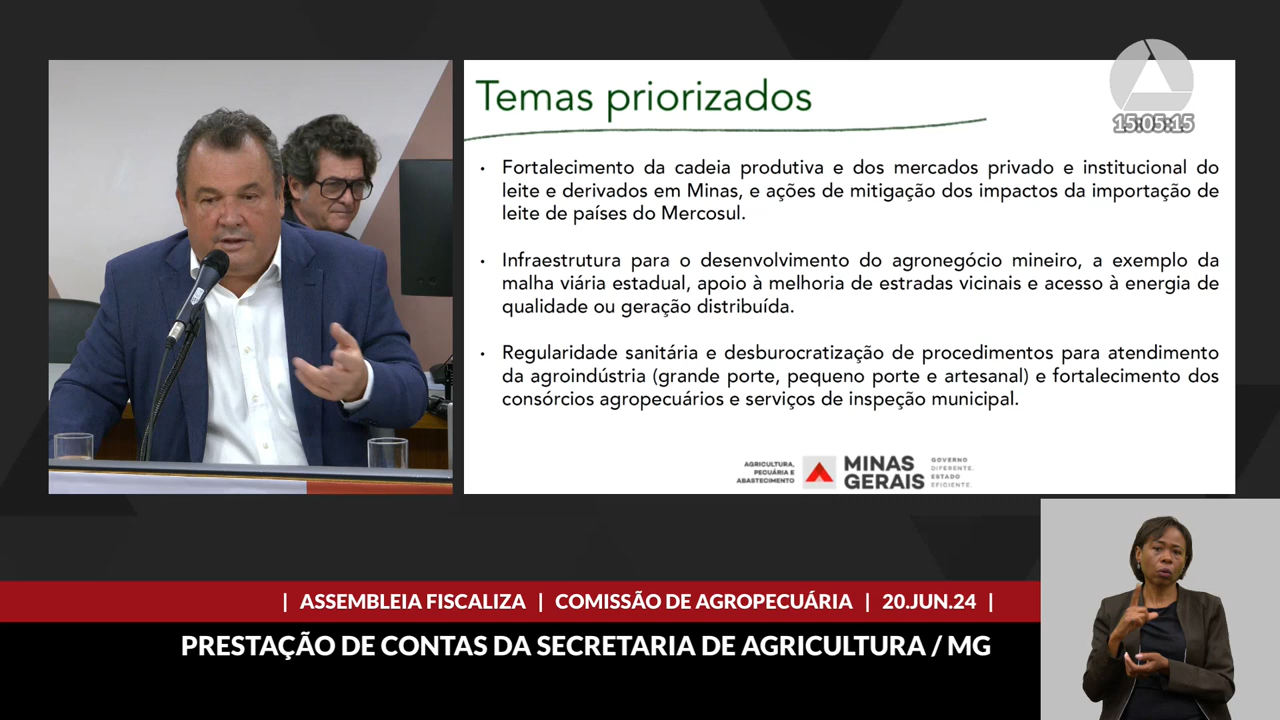 Temas priorizados
15:05:15
• Fortalecimento da cadeia produtiva e dos mercados privado e institucional do
leite e derivados em Minas, e ações de mitigação dos impactos da importação de
leite de países do Mercosul.
• Infraestrutura para o desenvolvimento do agronegócio mineiro, a exemplo da
malha viária estadual, apoio à melhoria de estradas vicinais e acesso à energia de
qualidade ou geração distribuída.
• Regularidade sanitária e desburocratização de procedimentos para atendimento
da agroindústria (grande porte, pequeno porte e artesanal) e fortalecimento dos
consórcios agropecuários e serviços de inspeção municipal.
AGRICULTURA,
PECUÁRIA E
ABASTECIMENTO
MINAS
GERAIS
GOVERNO
DIFERENTE.
ESTADO
EFICIENTE.
| ASSEMBLEIA FISCALIZA | COMISSÃO DE AGROPECUÁRIA | 20.JUN.24 |
PRESTAÇÃO DE CONTAS DA SECRETARIA DE AGRICULTURA / MG